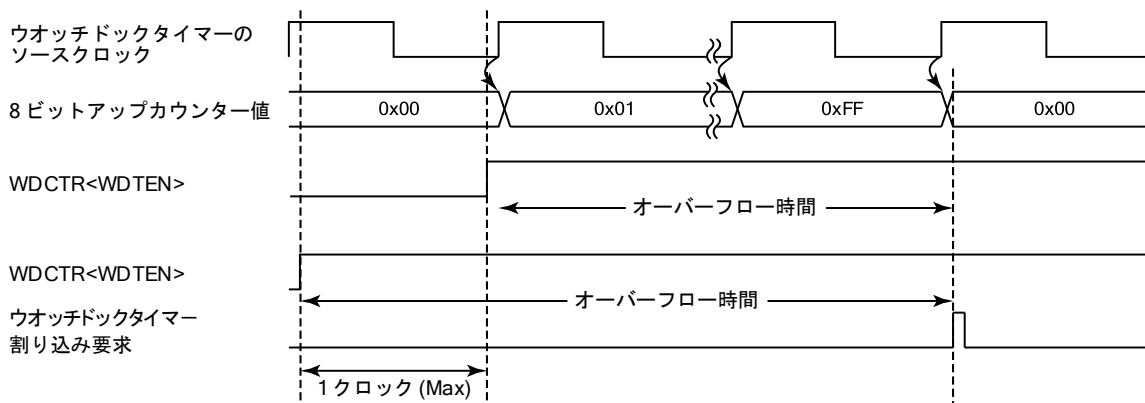 ウオッチドックタイマーの
ソースクロック
8 ビットアップカウンター値
0x00
0x01
0xFF
0x00
WDCTR<WDTEN>
オーバーフロー時間
WDCTR<WDTEN>
オーバーフロー時間
ウオッチドックタイマー
割り込み要求
1 クロック (Max)